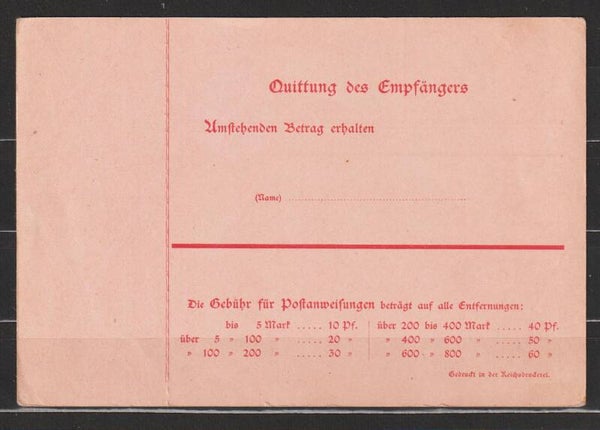 Quittung des Empfängers
Umstehenden Betrag erhalten
(Name) ........................................
Die Gebühr für Postanweisungen beträgt auf alle Entfernungen:
bis 5 Mark ..... 10 Pf.
über 5 " 100 " ..... 20 "
" 100 " 200 " ..... 30 "
über 200 bis 400 Mark ..... 40 Pf.
" 400 " 600 " ..... 50 "
" 600 " 800 " ..... 60 "
Gedruckt in der Reichsdruckerei.